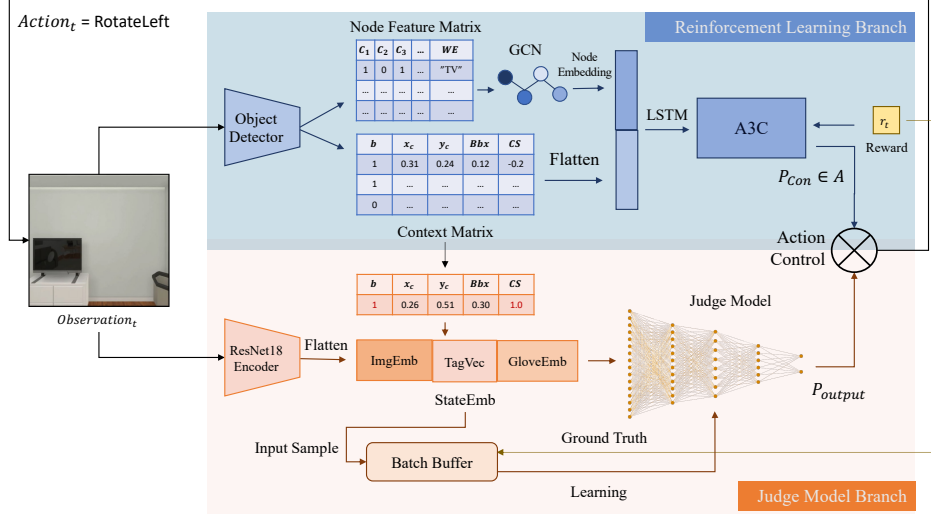 Action_t = RotateLeft
Reinforcement Learning Branch
Node Feature Matrix
C_1 C_2 C_3 ... WE
1 0 1 ... "TV"
... ... ... ... ...
... ... ... ... ...
GCN
Node
Embedding
Object
Detector
b x_c y_c Bbx CS
1 0.31 0.24 0.12 -0.2
1 ... ... ... ...
0 ... ... ... ...
Flatten
LSTM
A3C
r_t
Reward
P_Con ∈ A
Context Matrix
Action
Control
b x_c y_c Bbx CS
1 0.26 0.51 0.30 1.0
Observation_t
ResNet18
Encoder
Flatten
ImgEmb TagVec GloveEmb
StateEmb
Judge Model
P_output
Input Sample
Batch Buffer
Ground Truth
Learning
Judge Model Branch